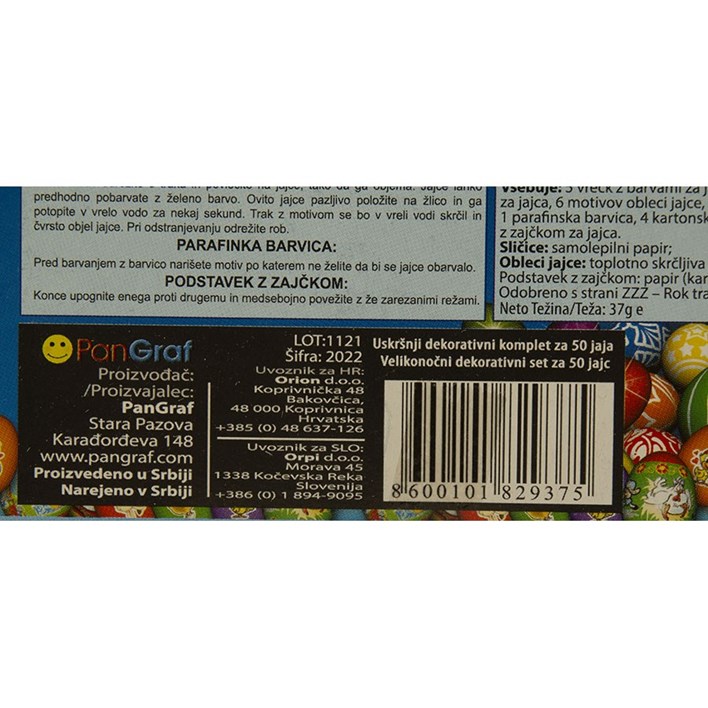 predhodno pobarvate z želeno barvo. Ovito jajce pazljivo položite na žlico in ga
potopite v vrelo vodo za nekaj sekund. Trak z motivom se bo v vreli vodi skrčil in
čvrsto objel jajce. Pri odstranjevanju odrežite rob.
PARAFINKA BARVICA:
Pred barvanjem z barvico narišete motiv po katerem ne želite da bi se jajce obarvalo.
PODSTAVEK Z ZAJČKOM:
Konce upognite enega proti drugemu in medsebojno povežite z že zarezanimi režami.
Vsebuje: 5 vrečk z barvami za
za jajca, 6 motivov obleci jajce,
1 parafinska barvica, 4 kartonsk
z zajčkom za jajca.
Sličice: samolepilni papir;
Obleci jajce: toplotno skrčljiva
Podstavek z zajčkom: papir (kar
Odobreno s strani ZZZ – Rok tra
Neto Težina/Teža: 37g e
PanGraf
Proizvođač:
/Proizvajalec:
PanGraf
Stara Pazova
Karađorđeva 148
www.pangraf.com
Proizvedeno u Srbiji
Narejeno v Srbiji
LOT:1121
Šifra: 2022
Uvoznik za HR:
Orion d.o.o.
Koprivnička 48
Bakovčica,
48 000 Koprivnica
Hrvatska
+385 (0) 48 637-126
Uvoznik za SLO:
Orpi d.o.o.
Morava 45
1338 Kočevska Reka
Slovenija
+386 (0) 1 894-9095
Uskršnji dekorativni komplet za 50 jaja
Velikonočni dekorativni set za 50 jajc
8600101 829375